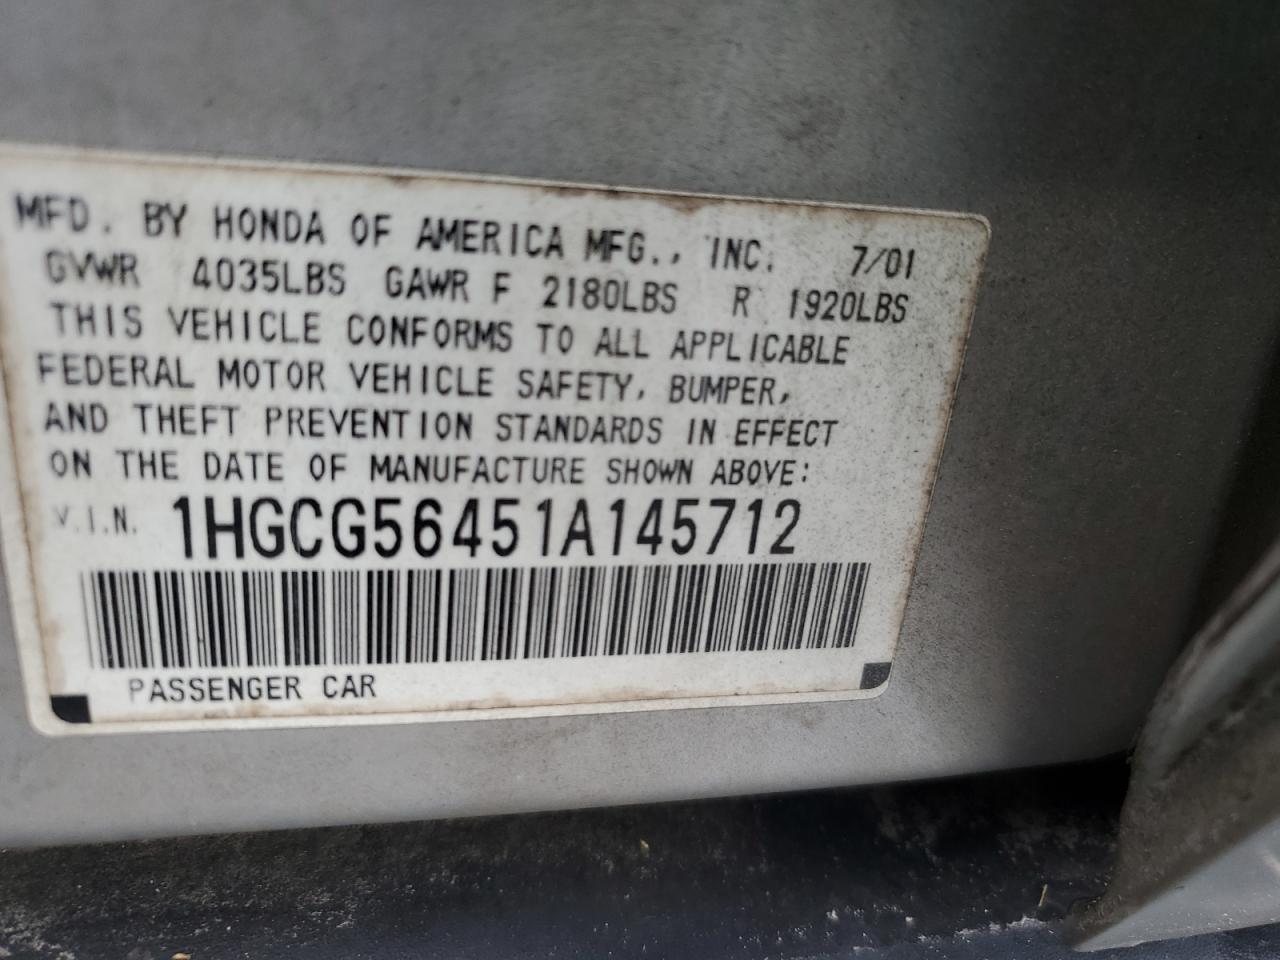 MFD. BY HONDA OF AMERICA MFG., INC. 7/01
GVWR 4035LBS GAWR F 2180LBS R 1920LBS
THIS VEHICLE CONFORMS TO ALL APPLICABLE
FEDERAL MOTOR VEHICLE SAFETY, BUMPER,
AND THEFT PREVENTION STANDARDS IN EFFECT
ON THE DATE OF MANUFACTURE SHOWN ABOVE:
V.I.N. 1HGCG56451A145712
PASSENGER CAR